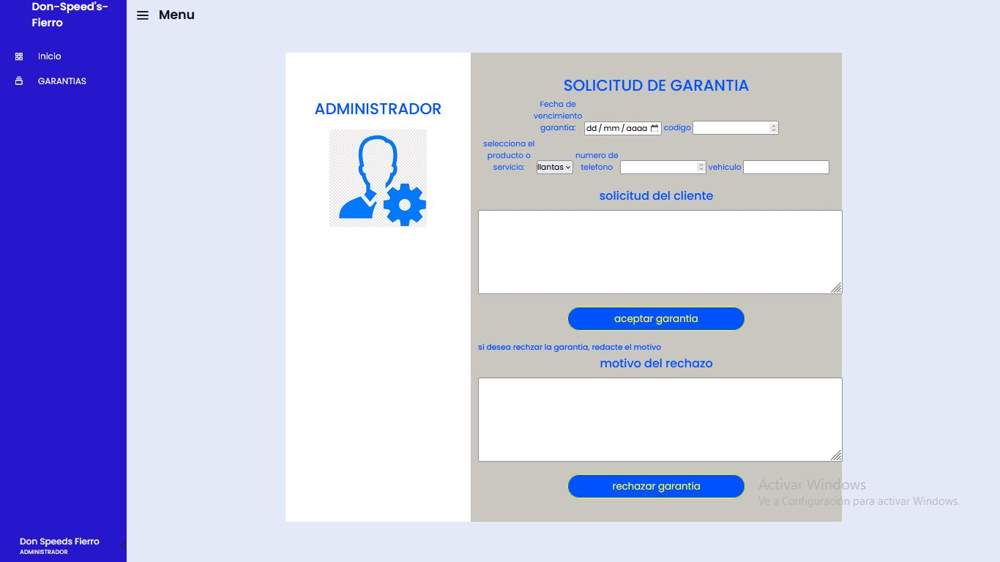 Don-Speed's-
Fierro
Menu
Inicio
GARANTIAS
ADMINISTRADOR
SOLICITUD DE GARANTIA
Fecha de
vencimiento
garantia: dd / mm / aaaa codigo
selecciona el
producto o
servicio: llantas
numero de
telefono
vehiculo
solicitud del cliente
aceptar garantia
si desea rechzar la garantia, redacte el motivo
motivo del rechazo
rechazar garantia
Activar Windows
Ve a Configuración para activar Windows.
Don Speeds Fierro
ADMINISTRADOR